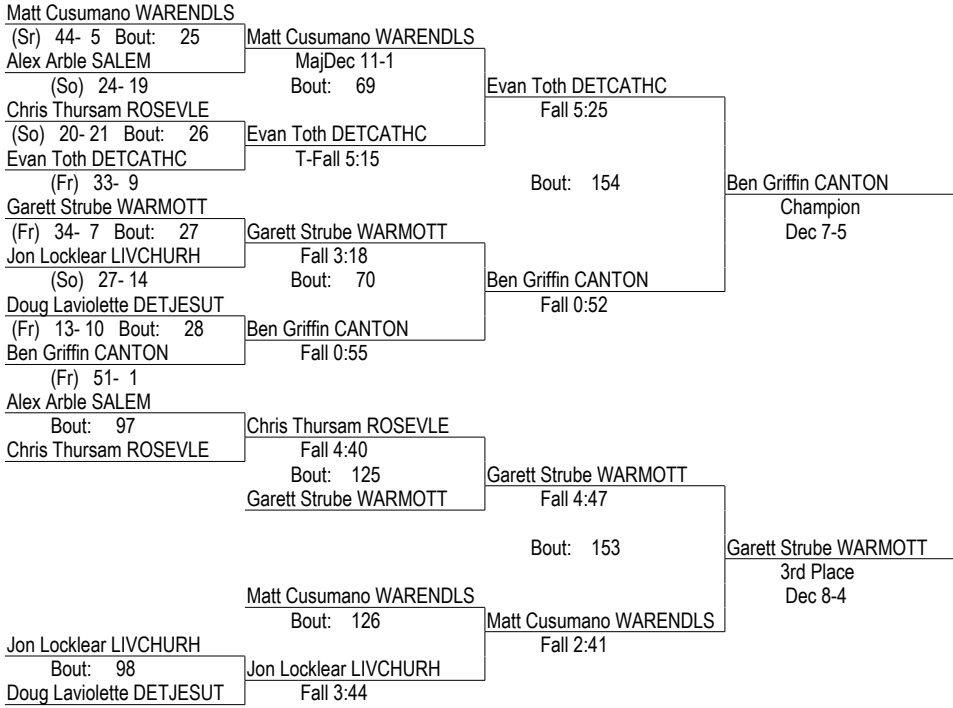 Matt Cusumano WARENDLS
(Sr) 44- 5 Bout: 25 Matt Cusumano WARENDLS
Alex Arble SALEM MajDec 11-1
(So) 24- 19 Bout: 69 Evan Toth DETCATHC
Chris Thursam ROSEVLE Fall 5:25
(So) 20- 21 Bout: 26 Evan Toth DETCATHC
Evan Toth DETCATHC T-Fall 5:15
(Fr) 33- 9 Bout: 154 Ben Griffin CANTON
Garett Strube WARMOTT Champion
(Fr) 34- 7 Bout: 27 Garett Strube WARMOTT Dec 7-5
Jon Locklear LIVCHURH Fall 3:18
(So) 27- 14 Bout: 70 Ben Griffin CANTON
Doug Laviolette DETJESUT Fall 0:52
(Fr) 13- 10 Bout: 28 Ben Griffin CANTON
Ben Griffin CANTON Fall 0:55
(Fr) 51- 1
Alex Arble SALEM
Bout: 97 Chris Thursam ROSEVLE
Chris Thursam ROSEVLE Fall 4:40
Bout: 125 Garett Strube WARMOTT
Garett Strube WARMOTT Fall 4:47
Bout: 153 Garett Strube WARMOTT
3rd Place
Matt Cusumano WARENDLS Dec 8-4
Bout: 126 Matt Cusumano WARENDLS
Jon Locklear LIVCHURH Fall 2:41
Bout: 98 Jon Locklear LIVCHURH
Doug Laviolette DETJESUT Fall 3:44